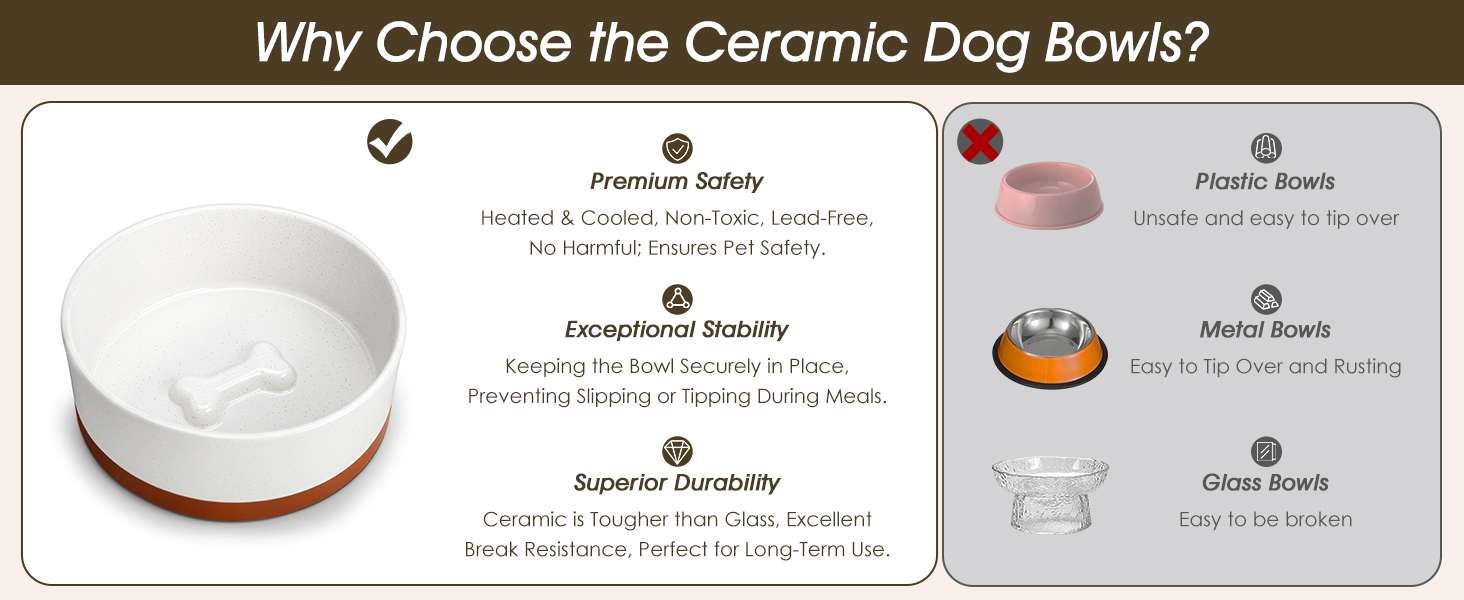 Why Choose the Ceramic Dog Bowls?
Premium Safety
Heated & Cooled, Non-Toxic, Lead-Free,
No Harmful; Ensures Pet Safety.
Exceptional Stability
Keeping the Bowl Securely in Place,
Preventing Slipping or Tipping During Meals.
Superior Durability
Ceramic is Tougher than Glass, Excellent
Break Resistance, Perfect for Long-Term Use.
Plastic Bowls
Unsafe and easy to tip over
Metal Bowls
Easy to Tip Over and Rusting
Glass Bowls
Easy to be broken